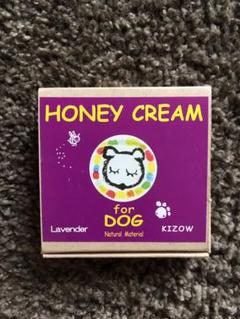 HONEY CREAM
for
DOG
Natural Material
Lavender
KIZOW